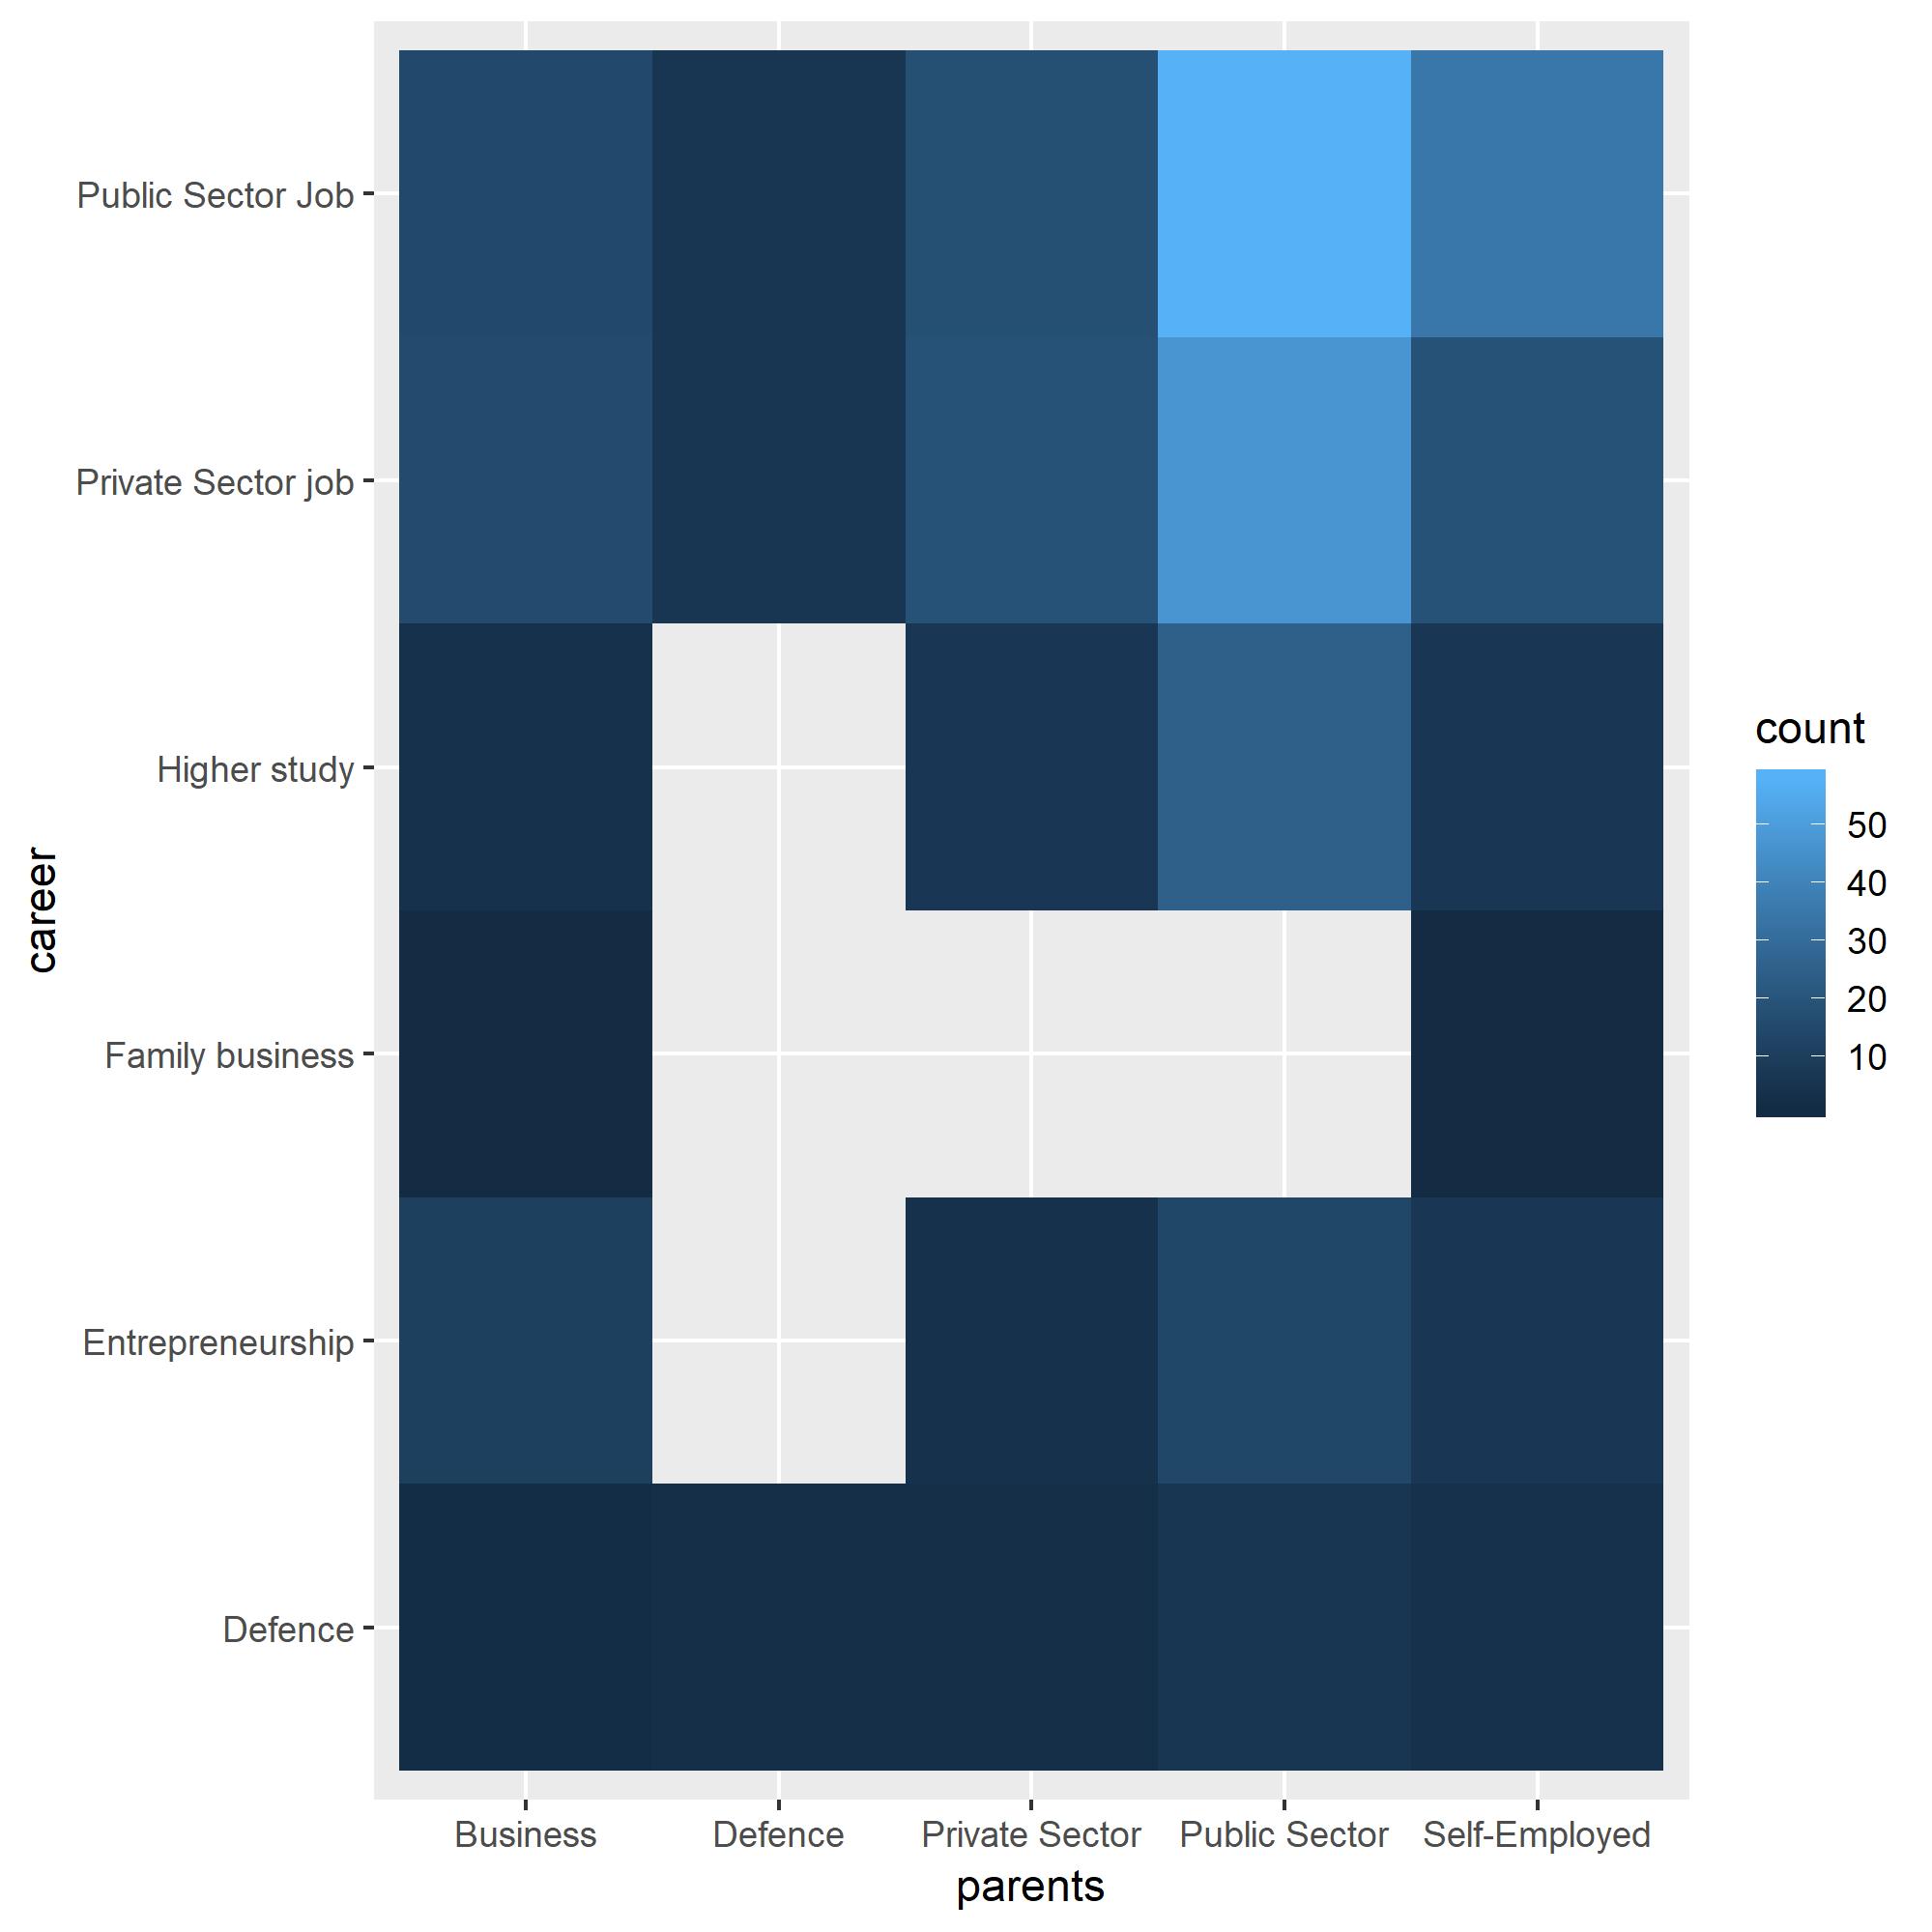 Public Sector Job
Private Sector job
Higher study
Family business
Entrepreneurship
Defence
career
Business
Defence
Private Sector
Public Sector
Self-Employed
parents
count
50
40
30
20
10